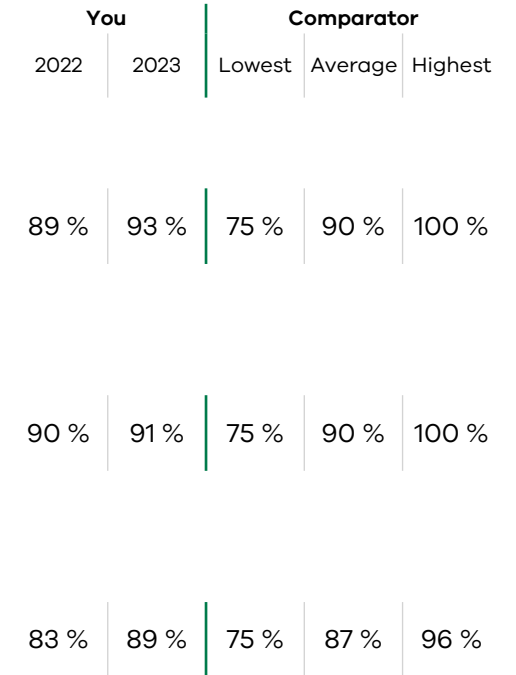 You Comparator
2022 2023 Lowest Average Highest
89 % 93 % 75 % 90 % 100 %
90 % 91 % 75 % 90 % 100 %
83 % 89 % 75 % 87 % 96 %